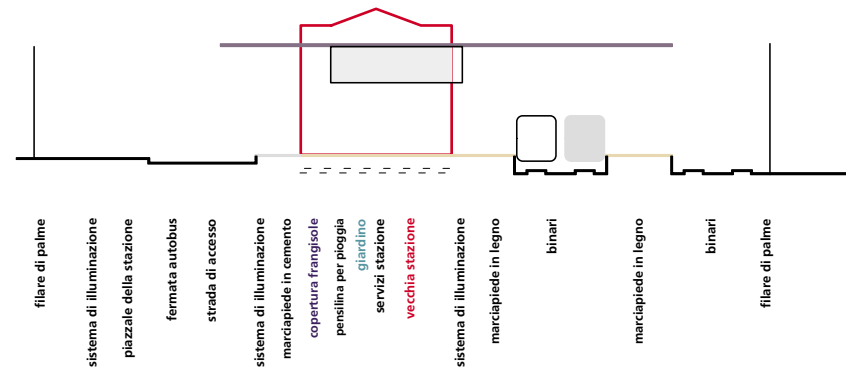 filare di palme
sistema di illuminazione
piazzale della stazione
fermata autobus
strada di accesso
sistema di illuminazione
marciapiede in cemento
copertura frangisole
pensilina per pioggia
giardino
servizi stazione
vecchia stazione
sistema di illuminazione
marciapiede in legno
binari
marciapiede in legno
binari
filare di palme